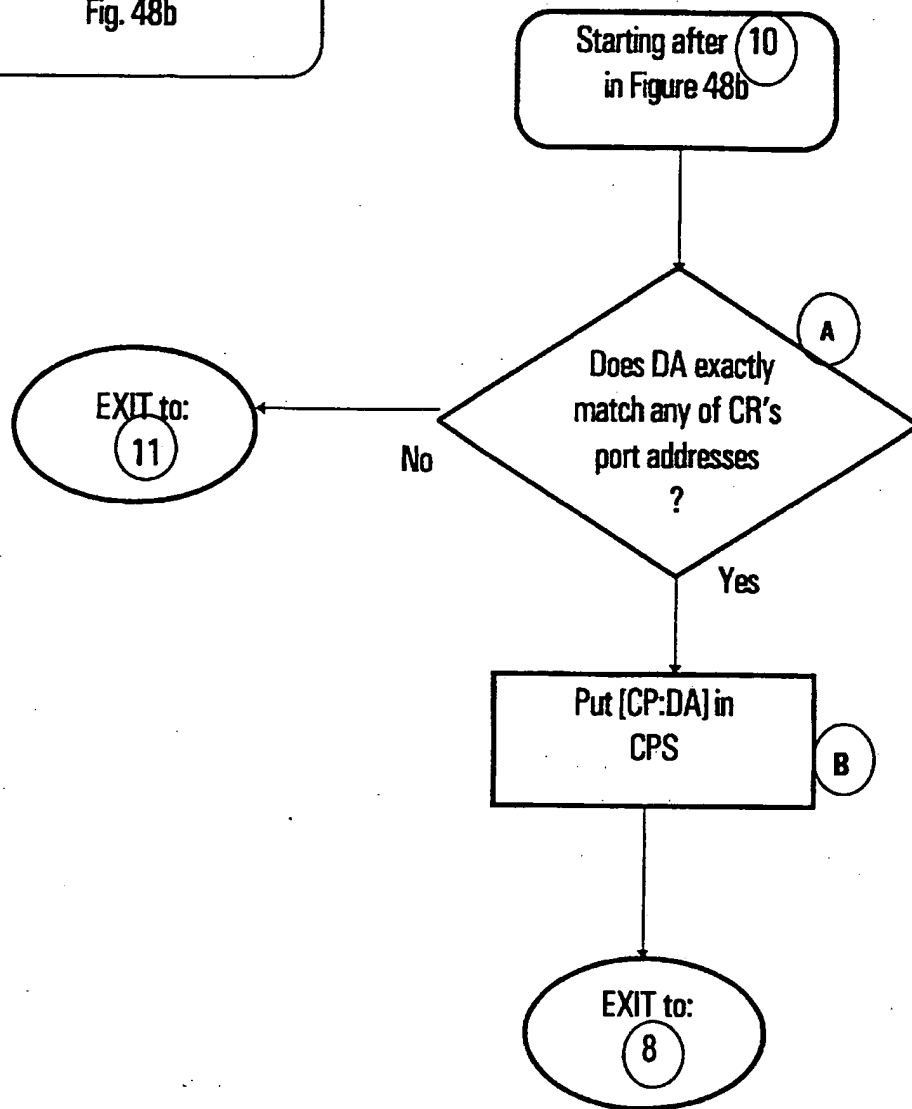 Fig. 48b
Starting after 10
in Figure 48b
A
Does DA exactly
match any of CR's
port addresses
?
EXIT to:
11
No
Yes
Put [CP:DA] in
CPS
B
EXIT to:
8